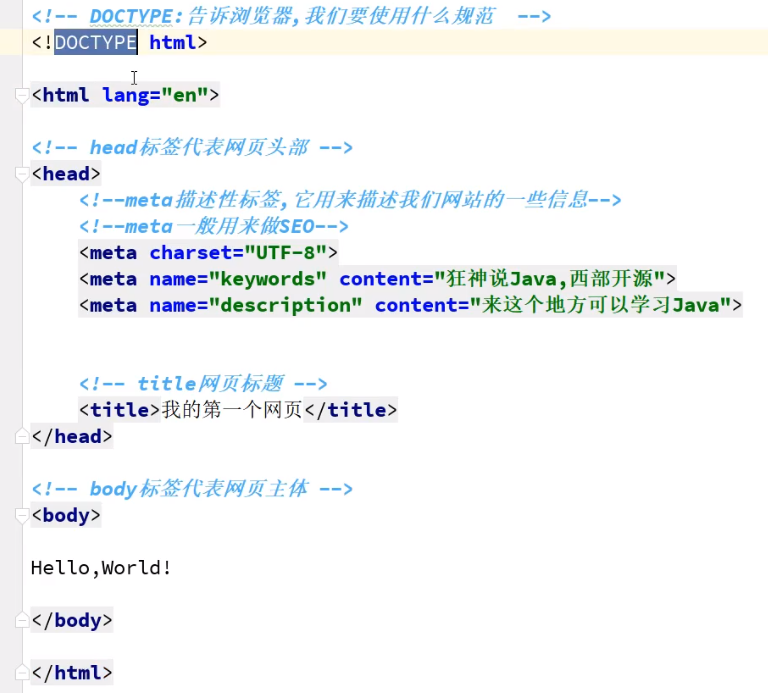 <!-- DOCTYPE:告诉浏览器,我们要使用什么规范  -->
<!DOCTYPE html>
<html lang="en">
<!-- head标签代表网页头部 -->
<head>
<!--meta描述性标签,它用来描述我们网站的一些信息-->
<!--meta一般用来做SEO-->
<meta charset="UTF-8">
<meta name="keywords" content="狂神说Java,西部开源">
<meta name="description" content="来这个地方可以学习Java">
<!-- title网页标题 -->
<title>我的第一个网页</title>
</head>
<!-- body标签代表网页主体 -->
<body>
Hello,World!
</body>
</html>